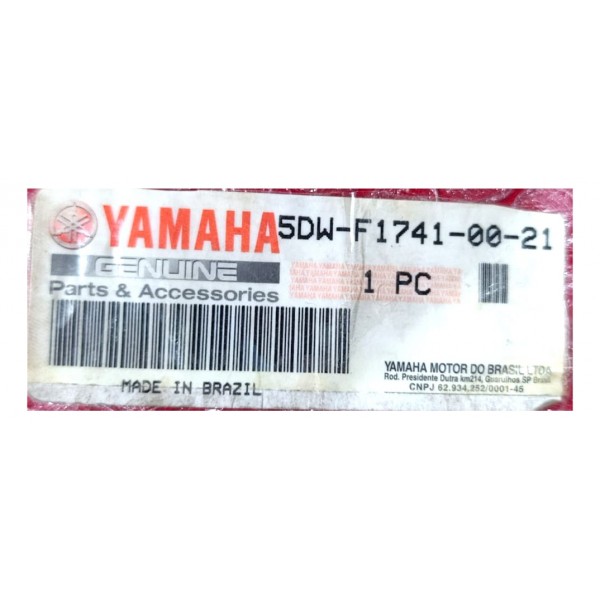 YAMAHA 5DW-F1741-00-21
GENUINE
Parts & Accessories
1 PC
YAMAHA MOTOR DO BRASIL LTDA
Rod. Presidente Dutra km214, Guarulhos SP Brasil
CNPJ 62.934.252/0001-45
MADE IN BRAZIL